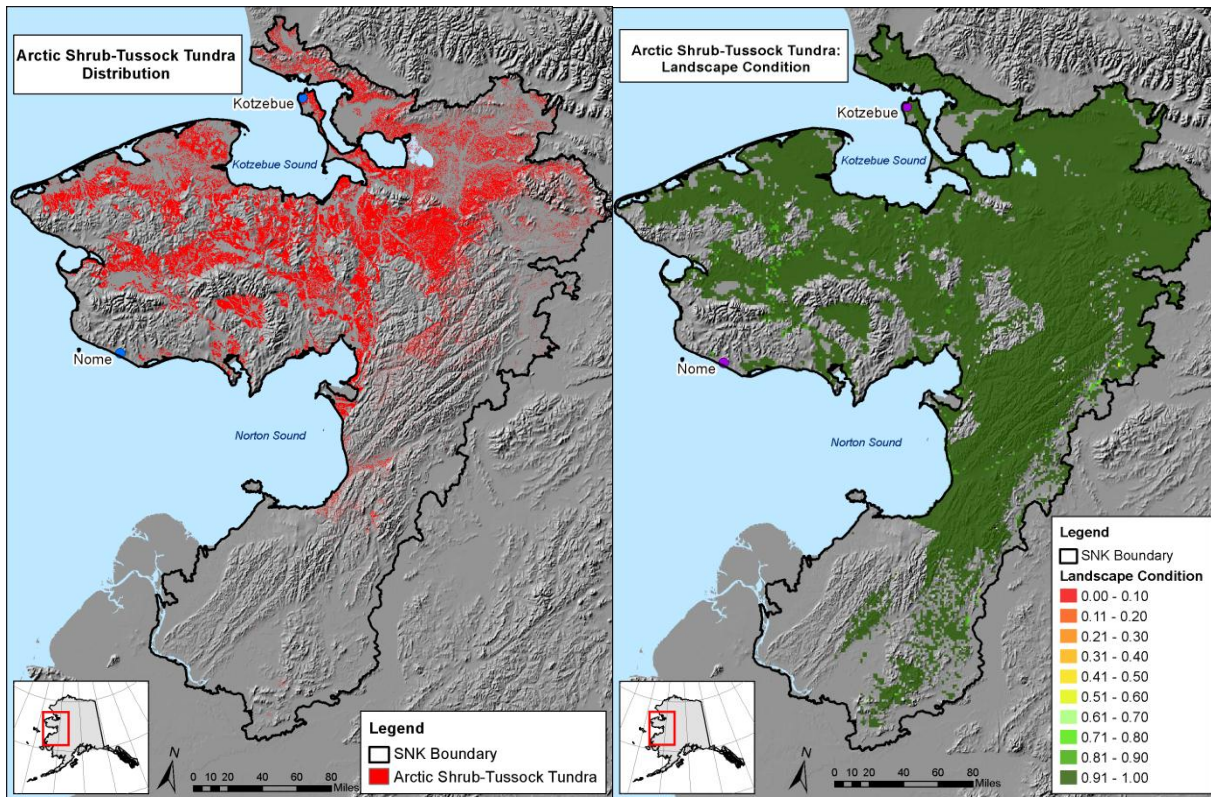 Arctic Shrub-Tussock Tundra
Distribution
Kotzebue
Kotzebue Sound
Nome
Norton Sound
N
0 10 20 40 60 80
Miles
Legend
SNK Boundary
Arctic Shrub-Tussock Tundra
Arctic Shrub-Tussock Tundra:
Landscape Condition
Kotzebue
Kotzebue Sound
Nome
Norton Sound
N
0 10 20 40 60 80
Miles
Legend
SNK Boundary
Landscape Condition
0.00 - 0.10
0.11 - 0.20
0.21 - 0.30
0.31 - 0.40
0.41 - 0.50
0.51 - 0.60
0.61 - 0.70
0.71 - 0.80
0.81 - 0.90
0.91 - 1.00